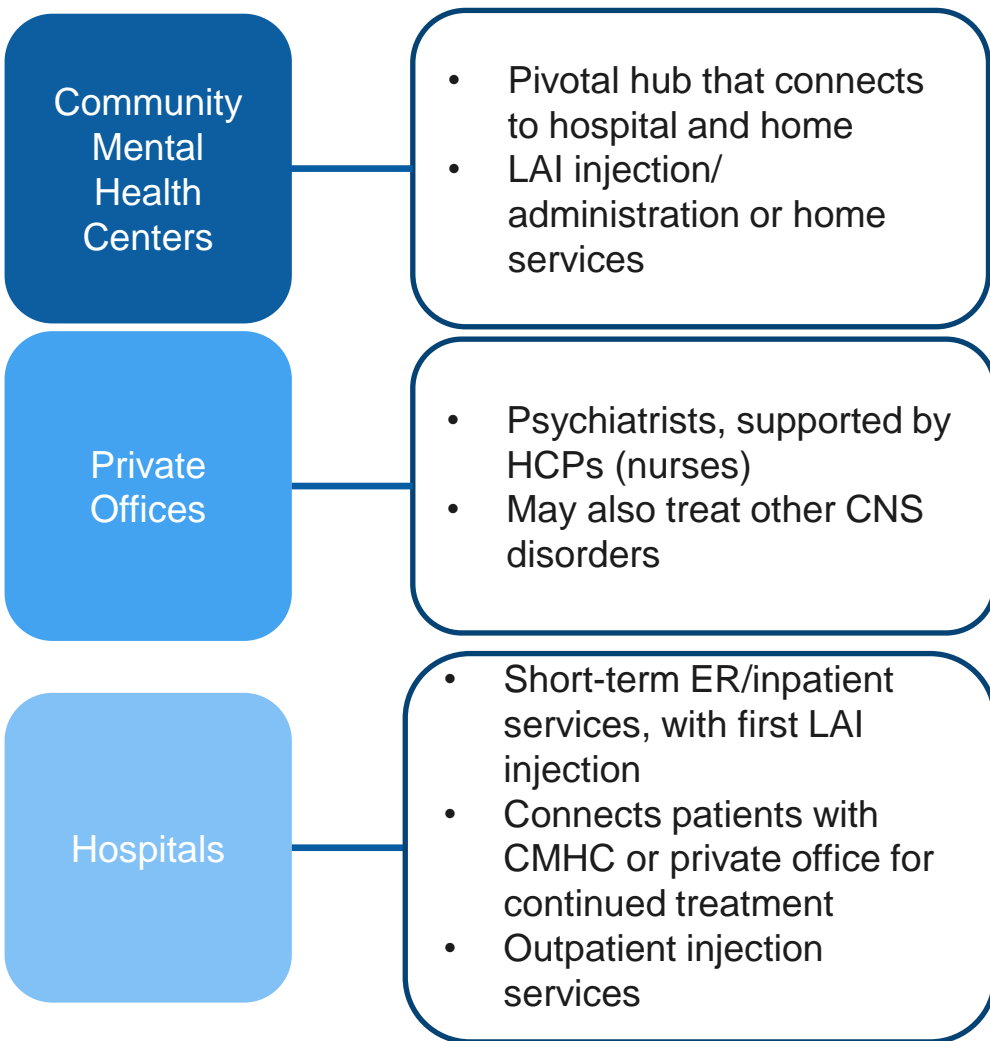 Community
Mental
Health
Centers
• Pivotal hub that connects
to hospital and home
• LAI injection/
administration or home
services
Private
Offices
• Psychiatrists, supported by
HCPs (nurses)
• May also treat other CNS
disorders
Hospitals
• Short-term ER/inpatient
services, with first LAI
injection
• Connects patients with
CMHC or private office for
continued treatment
• Outpatient injection
services